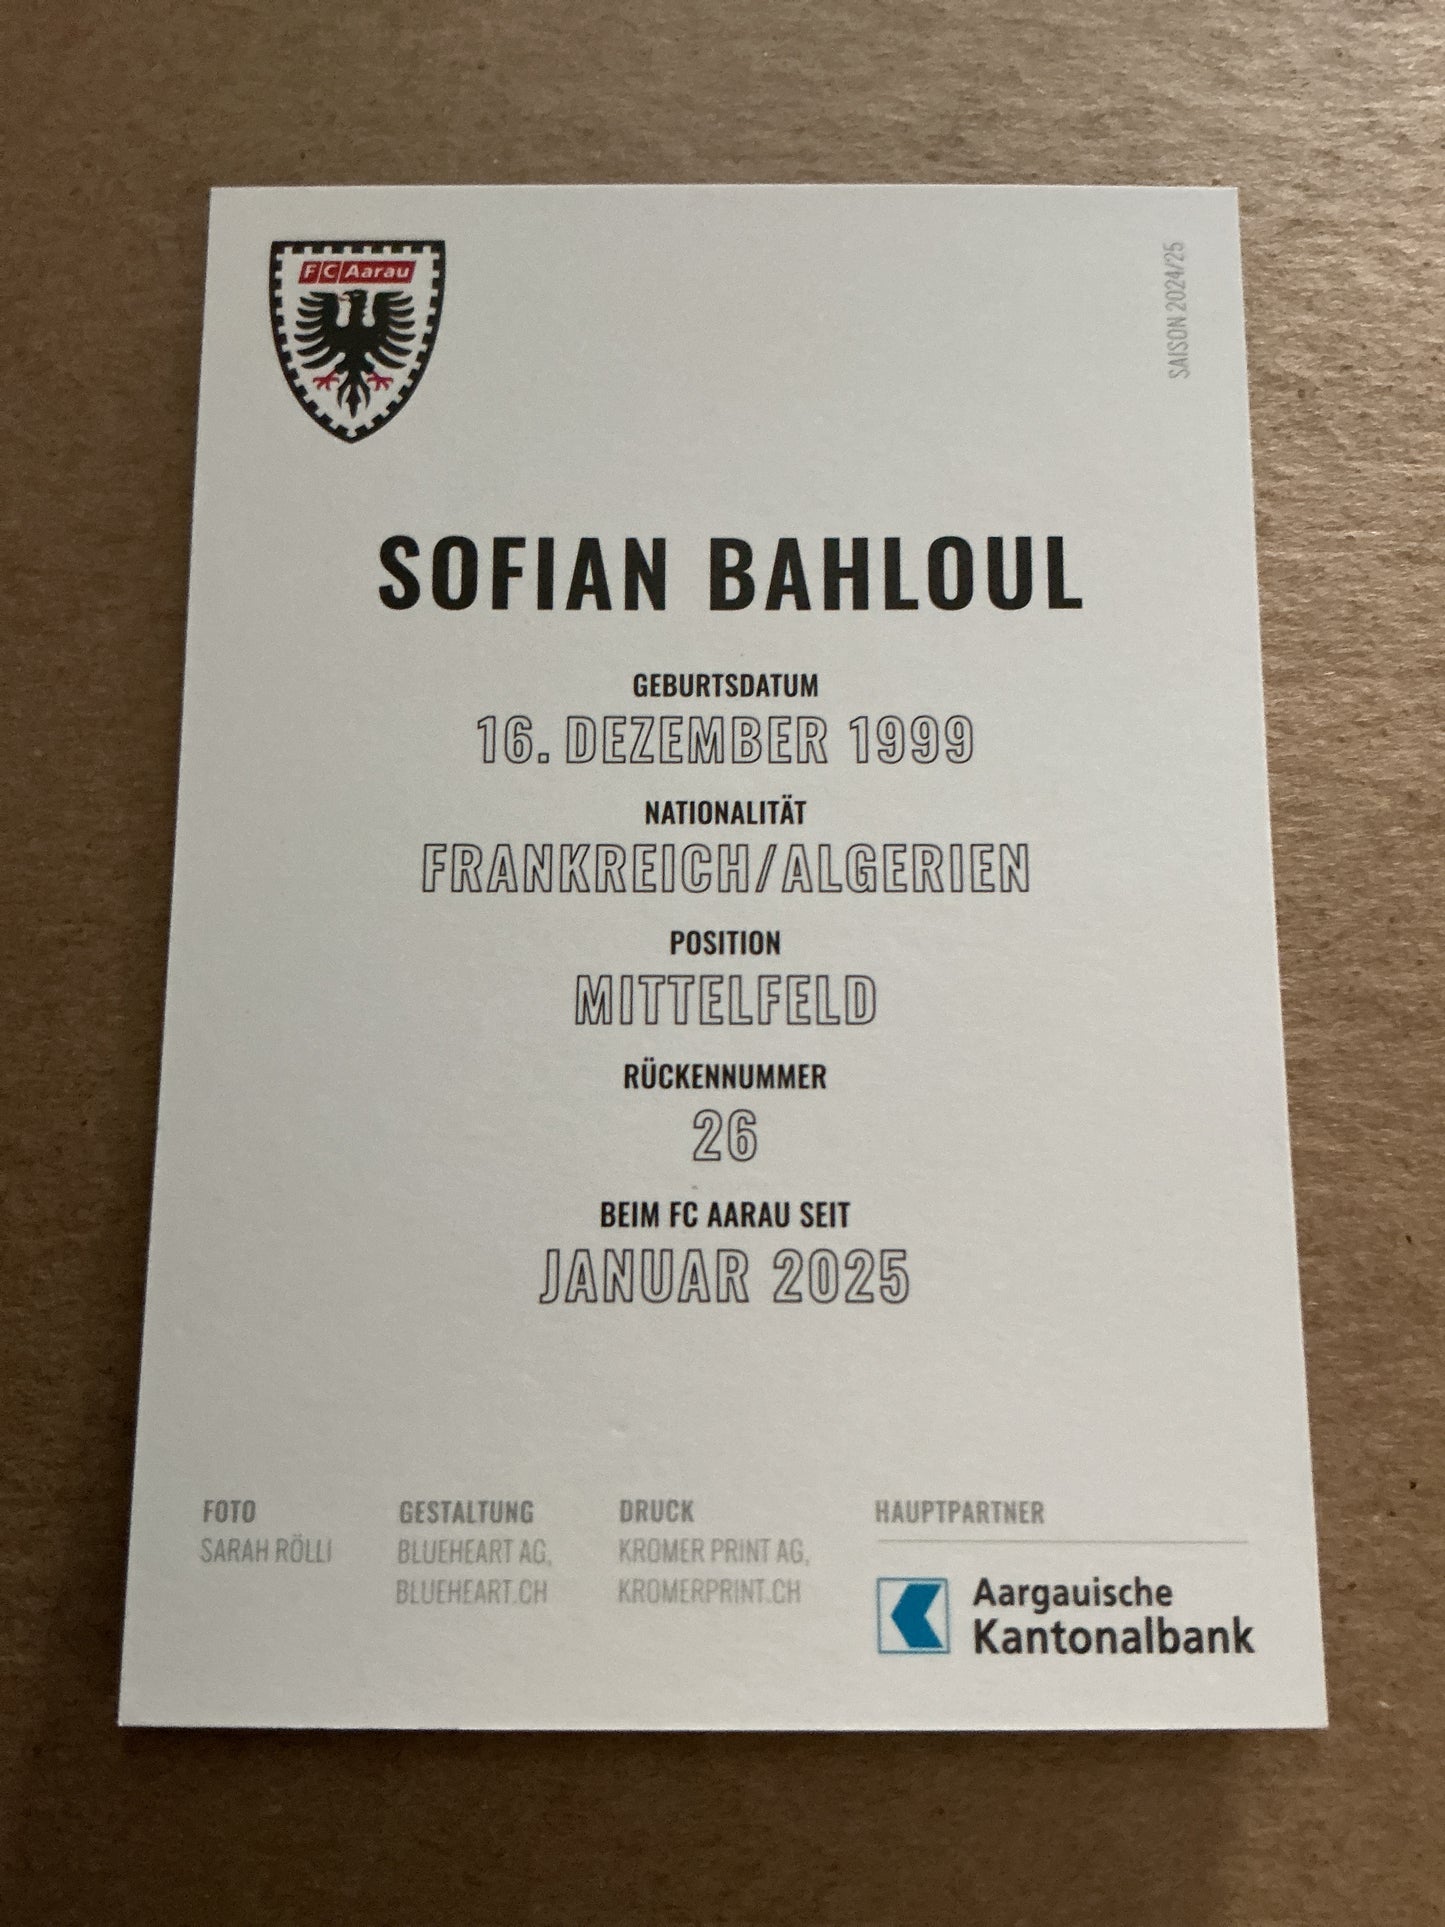 FC Aarau
SAISON 2024/25
SOFIAN BAHLOUL
GEBURTSDATUM
16. DEZEMBER 1999
NATIONALITÄT
FRANKREICH/ALGERIEN
POSITION
MITTELFELD
RÜCKENNUMMER
26
BEIM FC AARAU SEIT
JANUAR 2025
FOTO
SARAH RÖLLI
GESTALTUNG
BLUEHEART AG,
BLUEHEART.CH
DRUCK
KROMER PRINT AG,
KROMERPRINT.CH
HAUPTPARTNER
Aargauische
Kantonalbank